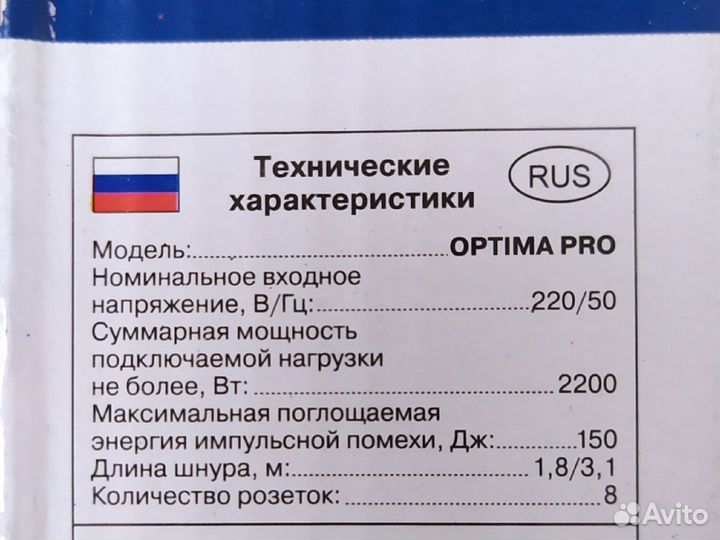 Технические
характеристики
RUS
Модель:........................OPTIMA PRO
Номинальное входное
напряжение, В/Гц:........................220/50
Суммарная мощность
подключаемой нагрузки
не более, Вт:........................2200
Максимальная поглощаемая
энергия импульсной помехи, Дж:............150
Длина шнура, м:........................1,8/3,1
Количество розеток:........................8
Avito